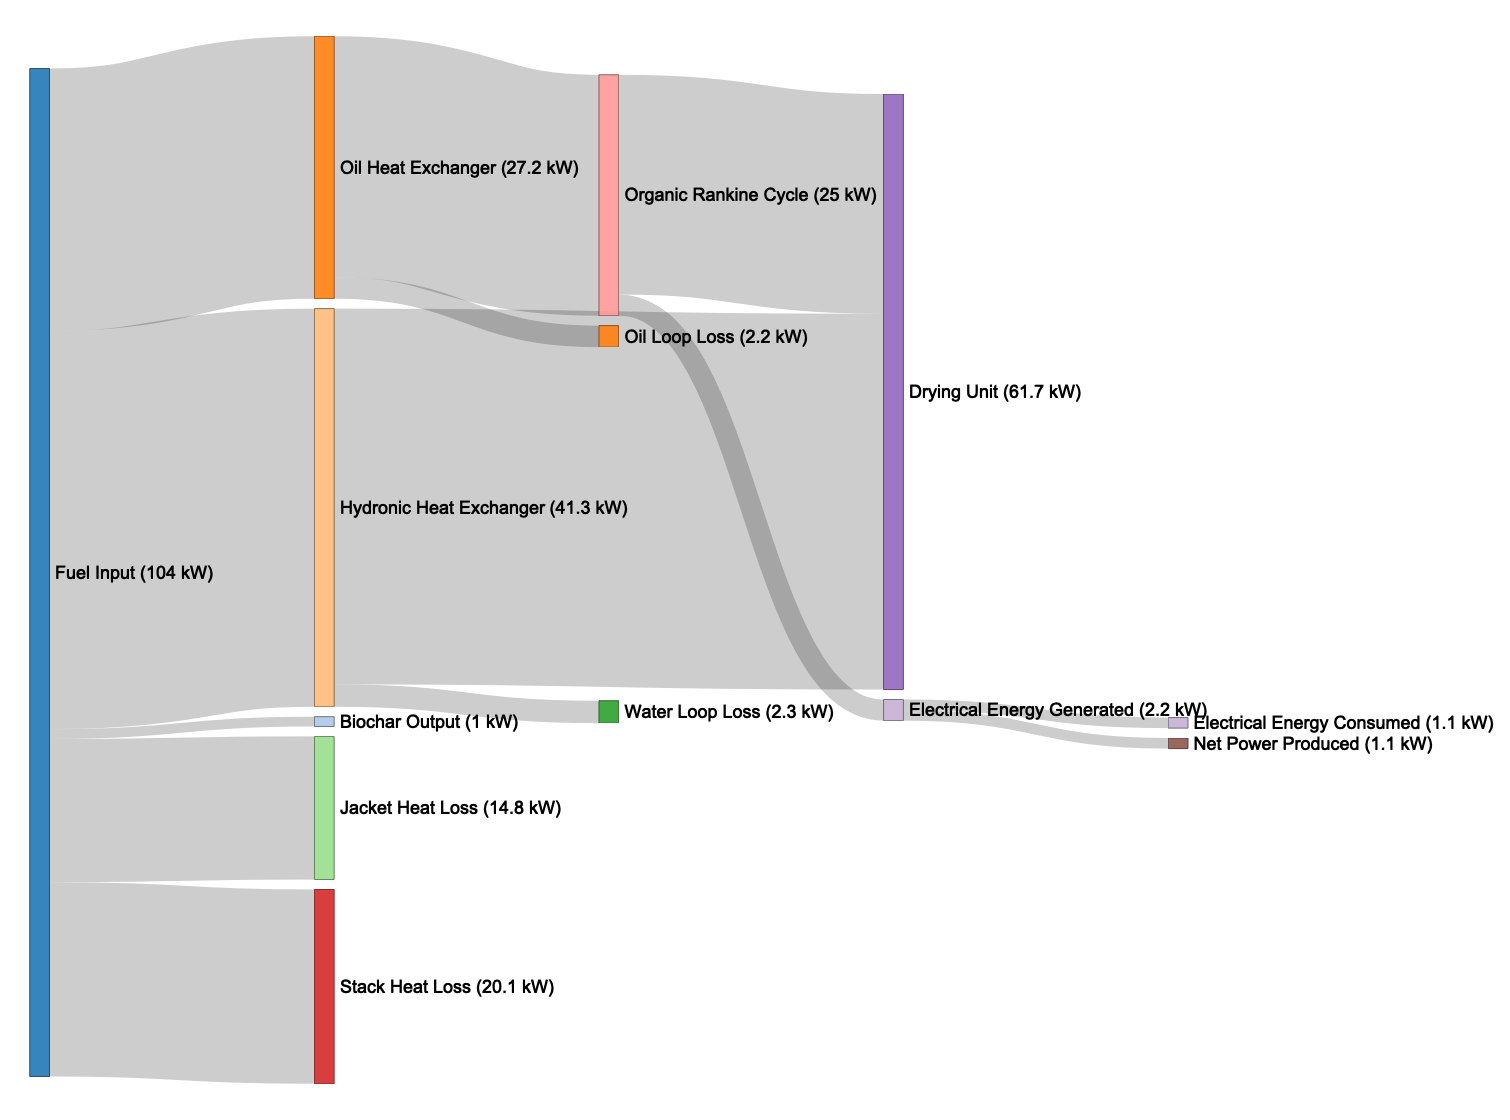 Fuel Input (104 kW)
Oil Heat Exchanger (27.2 kW)
Hydronic Heat Exchanger (41.3 kW)
Biochar Output (1 kW)
Jacket Heat Loss (14.8 kW)
Stack Heat Loss (20.1 kW)
Organic Rankine Cycle (25 kW)
Oil Loop Loss (2.2 kW)
Water Loop Loss (2.3 kW)
Drying Unit (61.7 kW)
Electrical Energy Generated (2.2 kW)
Electrical Energy Consumed (1.1 kW)
Net Power Produced (1.1 kW)